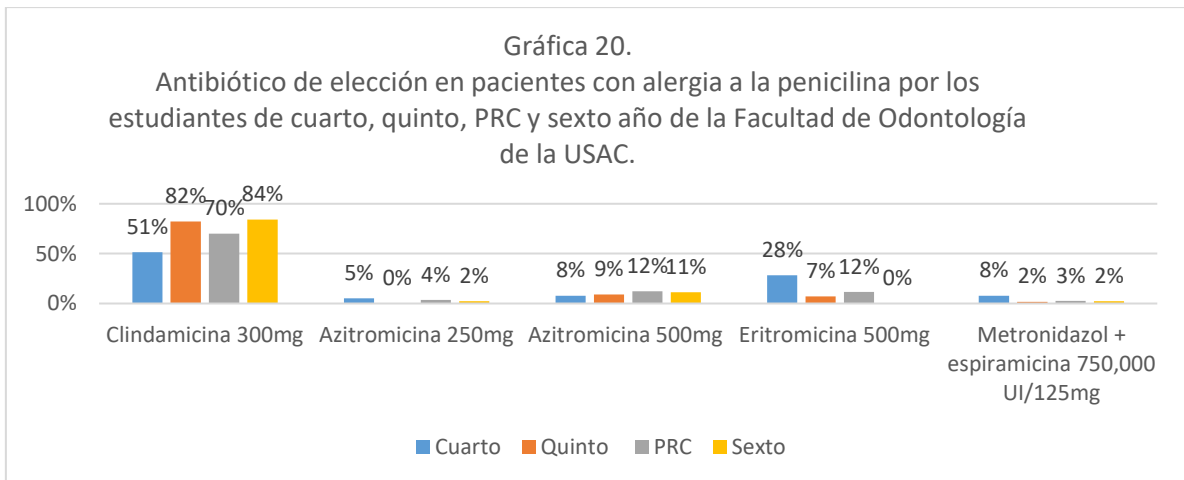 Gráfica 20.
Antibiótico de elección en pacientes con alergia a la penicilina por los
estudiantes de cuarto, quinto, PRC y sexto año de la Facultad de Odontología
de la USAC.
100%
50%
0%
51% 82% 70% 84%
5% 0% 4% 2%
8% 9% 12% 11%
28% 7% 12% 0%
8% 2% 3% 2%
Clindamicina 300mg
Azitromicina 250mg
Azitromicina 500mg
Eritromicina 500mg
Metronidazol +
espiramicina 750,000
UI/125mg
Cuarto Quinto PRC Sexto